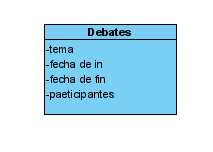 Debates
-tema
-fecha de in
-fecha de fin
-paeticipantes